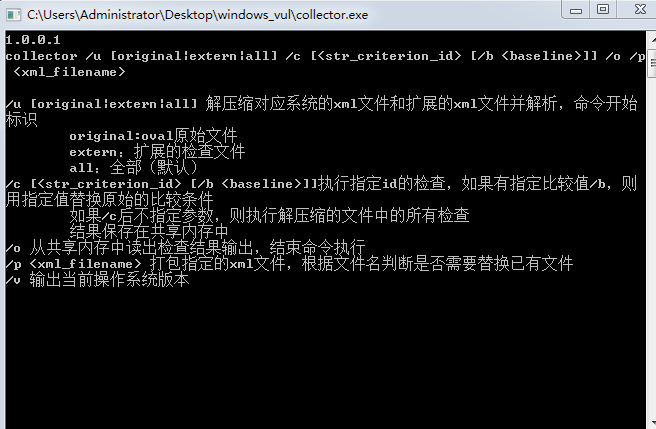 C:\Users\Administrator\Desktop\windows_vul\collector.exe
1.0.0.1
collector /u [original¦extern¦all] /c [<str_criterion_id> [/b <baseline>]] /o /p
<xml_filename>
/u [original¦extern¦all] 解压缩对应系统的xml文件和扩展的xml文件并解析，命令开始
标识
original:oval原始文件
extern：扩展的检查文件
all：全部（默认）
/c [<str_criterion_id> [/b <baseline>]]执行指定id的检查，如果有指定比较值/b，则
用指定值替换原始的比较条件
如果/c后不指定参数，则执行解压缩的文件中的所有检查
结果保存在共享内存中
/o 从共享内存中读出检查结果输出，结束命令执行
/p <xml_filename> 打包指定的xml文件，根据文件名判断是否需要替换已有文件
/v 输出当前操作系统版本